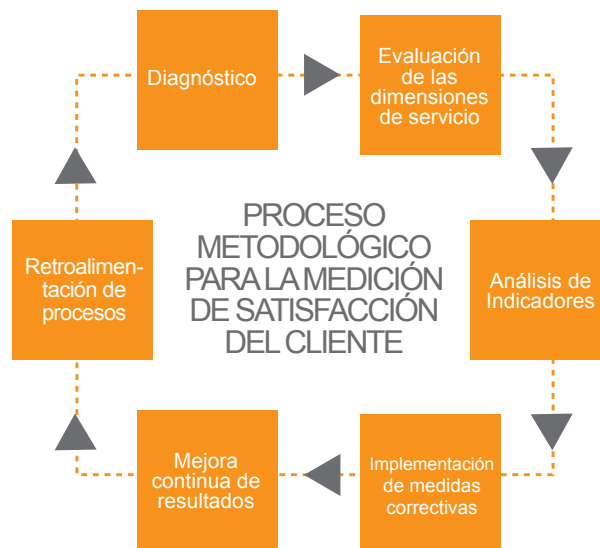 Diagnóstico
Evaluación
de las
dimensiones
de servicio
PROCESO
METODOLÓGICO
PARA LA MEDICIÓN
DE SATISFACCIÓN
DEL CLIENTE
Análisis de
Indicadores
Implementación
de medidas
correctivas
Mejora
continua de
resultados
Retroalimen-
tación de
procesos